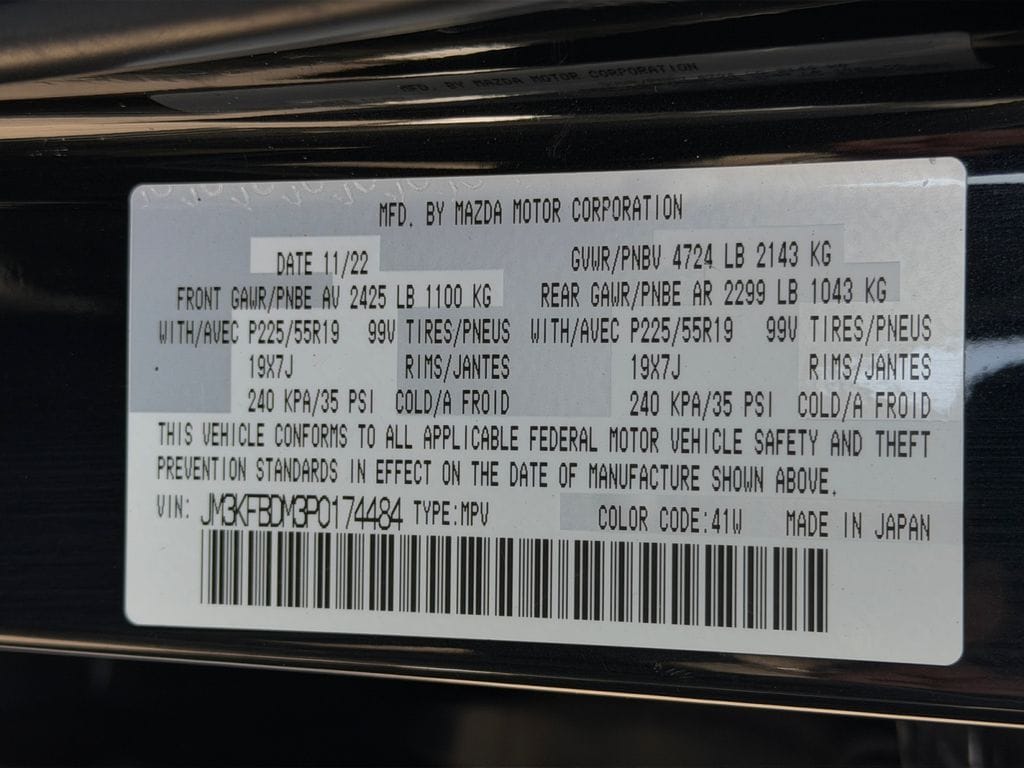 MFD. BY MAZDA MOTOR CORPORATION
MFD. BY MAZDA MOTOR CORPORATION
DATE 11/22 GVWR/PNBV 4724 LB 2143 KG
FRONT GAWR/PNBE AV 2425 LB 1100 KG REAR GAWR/PNBE AR 2299 LB 1043 KG
WITH/AVEC P225/55R19 99V TIRES/PNEUS WITH/AVEC P225/55R19 99V TIRES/PNEUS
19X7J RIMS/JANTES 19X7J RIMS/JANTES
240 KPA/35 PSI COLD/A FROID 240 KPA/35 PSI COLD/A FROID
THIS VEHICLE CONFORMS TO ALL APPLICABLE FEDERAL MOTOR VEHICLE SAFETY AND THEFT
PREVENTION STANDARDS IN EFFECT ON THE DATE OF MANUFACTURE SHOWN ABOVE.
VIN: JM3KFBDM3P0174484 TYPE:MPV COLOR CODE:41W MADE IN JAPAN